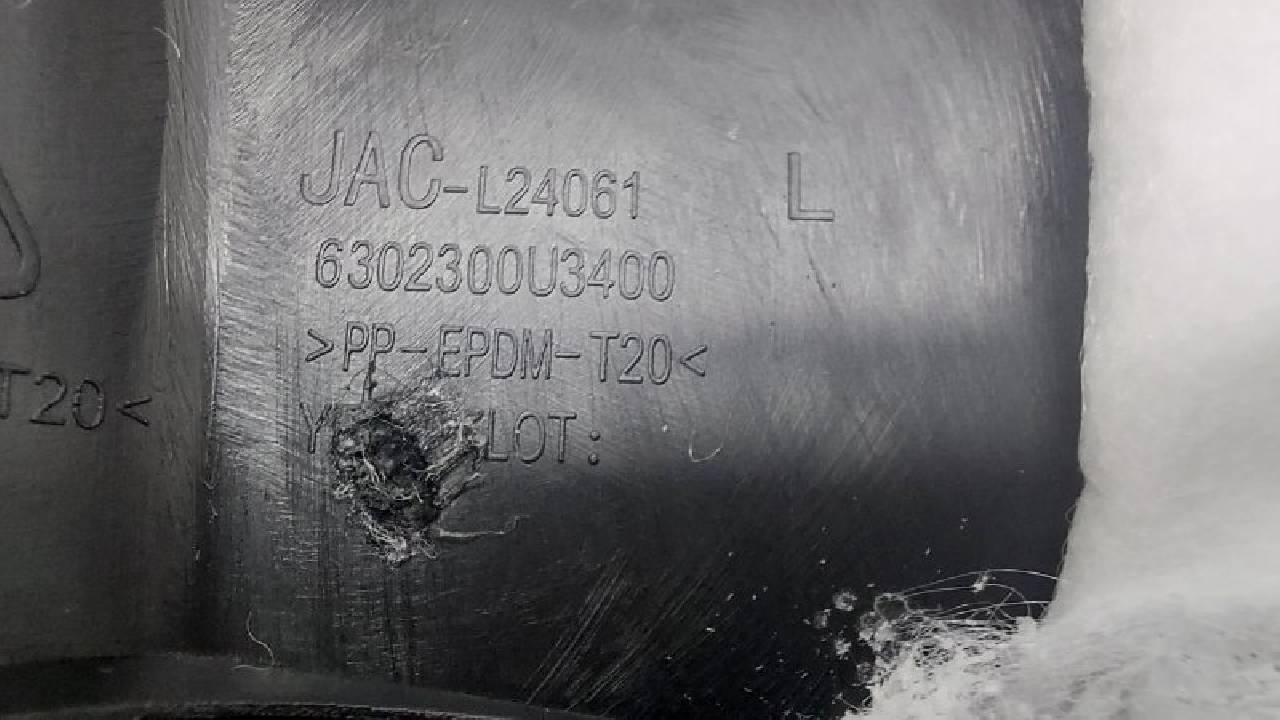 JAC-L24061 L
6302300U3400
>PP-EPDM-T20<
LOT:
T20<